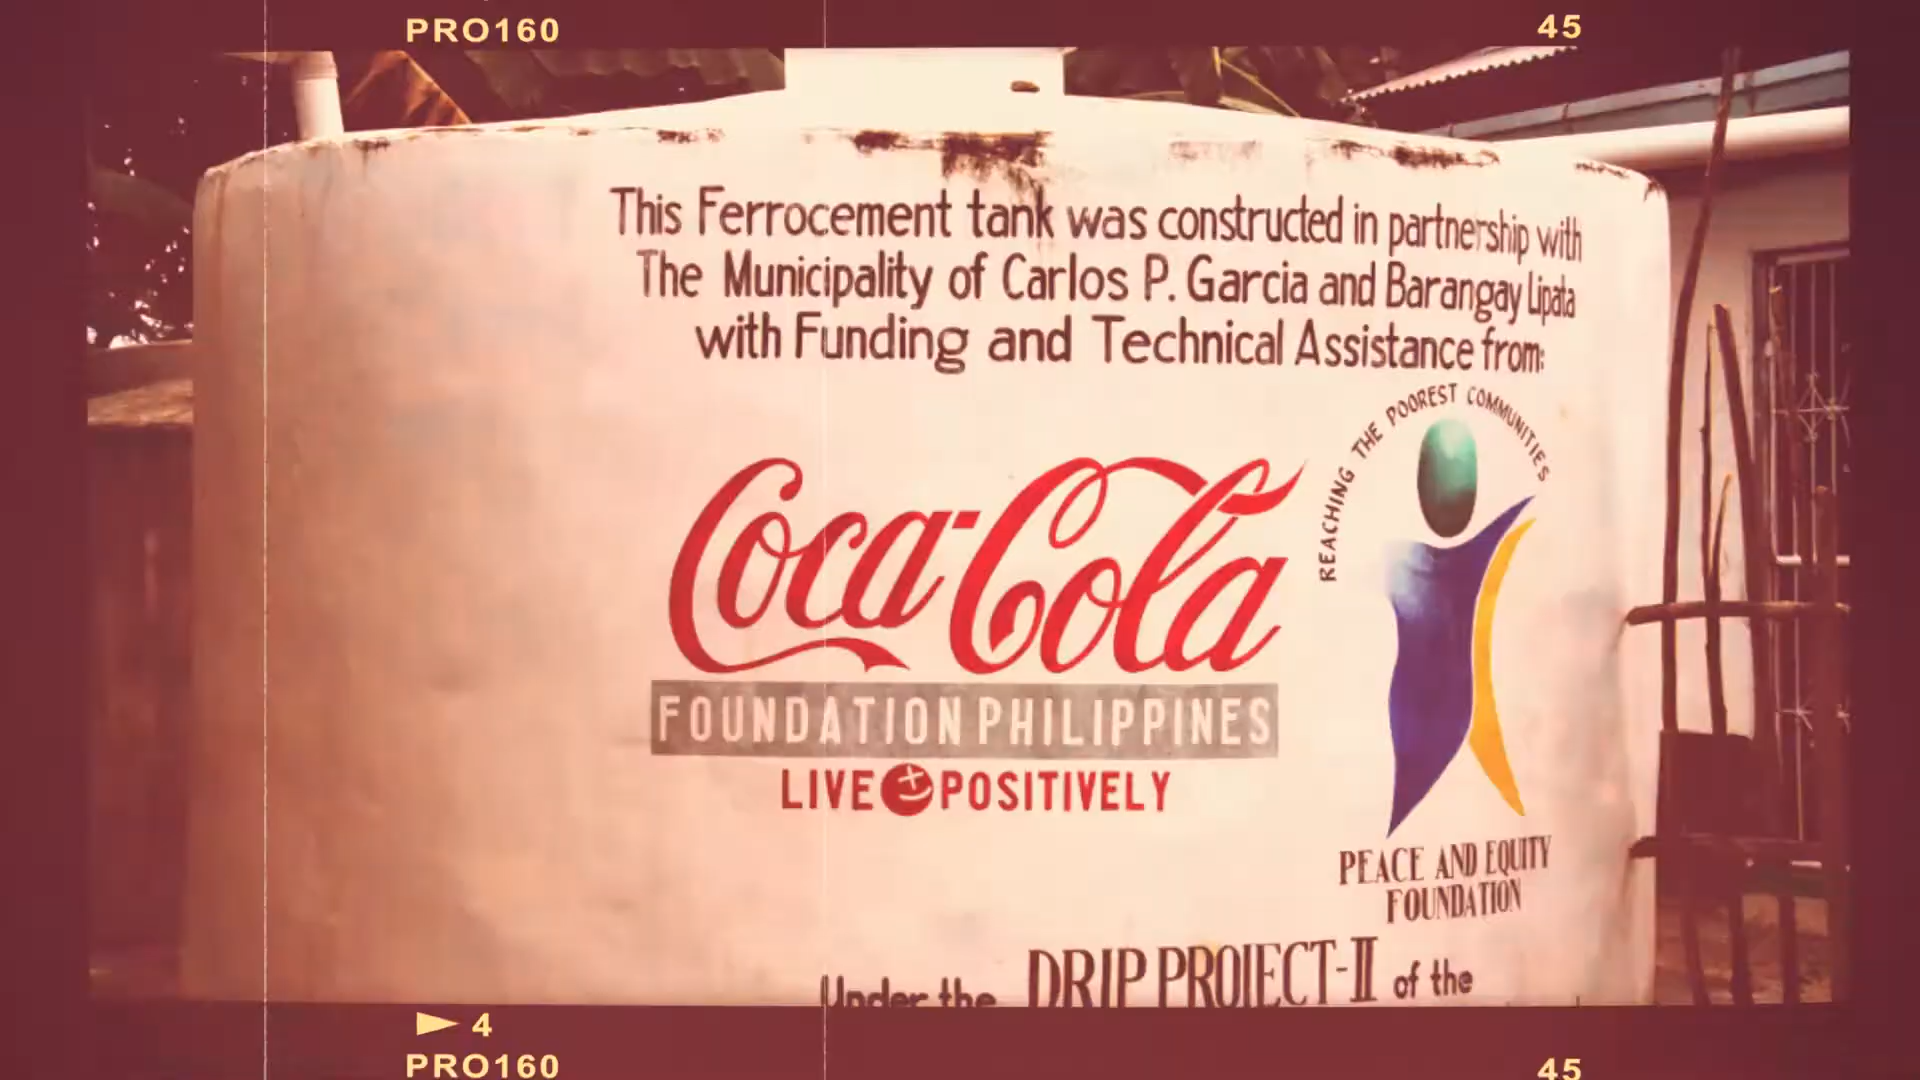 PRO160
45
This Ferrocement tank was constructed in partnership with
The Municipality of Carlos P. Garcia and Barangay Lipata
with Funding and Technical Assistance from:
REACHING THE POOREST COMMUNITIES
Coca-Cola
FOUNDATION PHILIPPINES
LIVE POSITIVELY
PEACE AND EQUITY
FOUNDATION
Under the DRIP PROJECT-II of the
4
PRO160
45